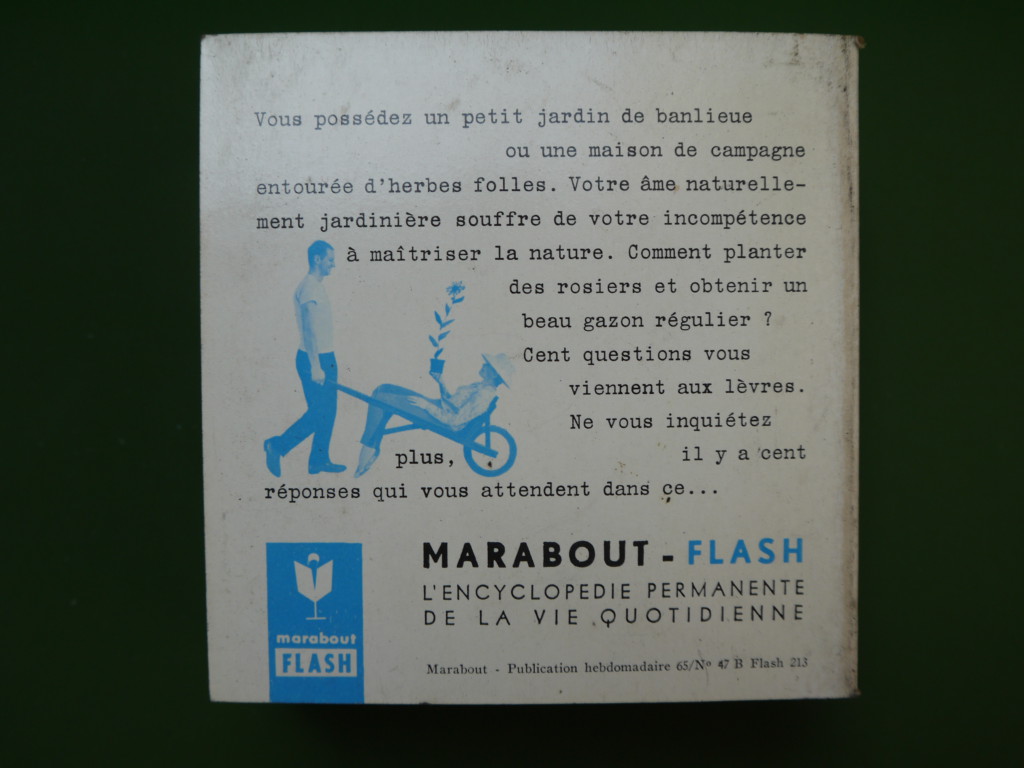 Vous possédez un petit jardin de banlieue
ou une maison de campagne
entourée d'herbes folles. Votre âme naturelle-
ment jardinière souffre de votre incompétence
à maîtriser la nature. Comment planter
des rosiers et obtenir un
beau gazon régulier ?
Cent questions vous
viennent aux lèvres.
Ne vous inquiétez
plus, il y a cent
réponses qui vous attendent dans ce...
MARABOUT - FLASH
L'ENCYCLOPEDIE PERMANENTE
DE LA VIE QUOTIDIENNE
marabout
FLASH
Marabout - Publication hebdomadaire 65/Nº 47 B Flash 213